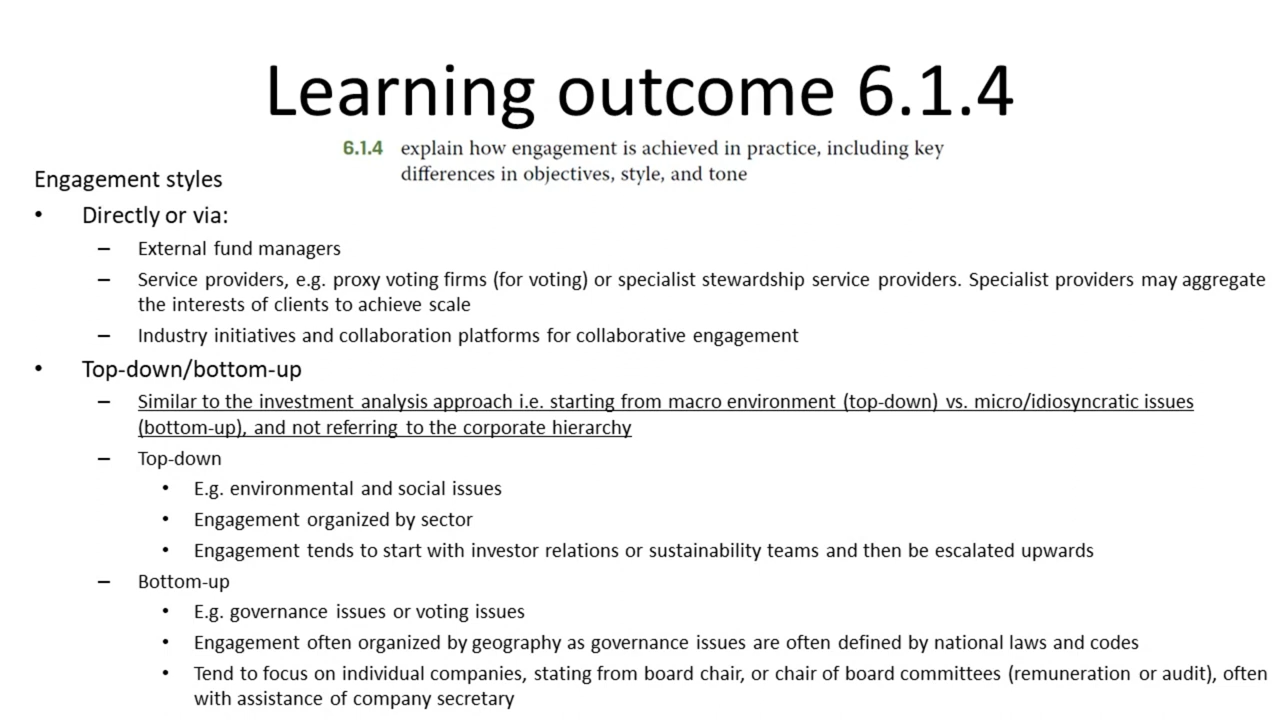 Learning outcome 6.1.4
6.1.4 explain how engagement is achieved in practice, including key
differences in objectives, style, and tone
Engagement styles
• Directly or via:
– External fund managers
– Service providers, e.g. proxy voting firms (for voting) or specialist stewardship service providers. Specialist providers may aggregate
the interests of clients to achieve scale
– Industry initiatives and collaboration platforms for collaborative engagement
• Top-down/bottom-up
– Similar to the investment analysis approach i.e. starting from macro environment (top-down) vs. micro/idiosyncratic issues
(bottom-up), and not referring to the corporate hierarchy
– Top-down
• E.g. environmental and social issues
• Engagement organized by sector
• Engagement tends to start with investor relations or sustainability teams and then be escalated upwards
– Bottom-up
• E.g. governance issues or voting issues
• Engagement often organized by geography as governance issues are often defined by national laws and codes
• Tend to focus on individual companies, stating from board chair, or chair of board committees (remuneration or audit), often
with assistance of company secretary